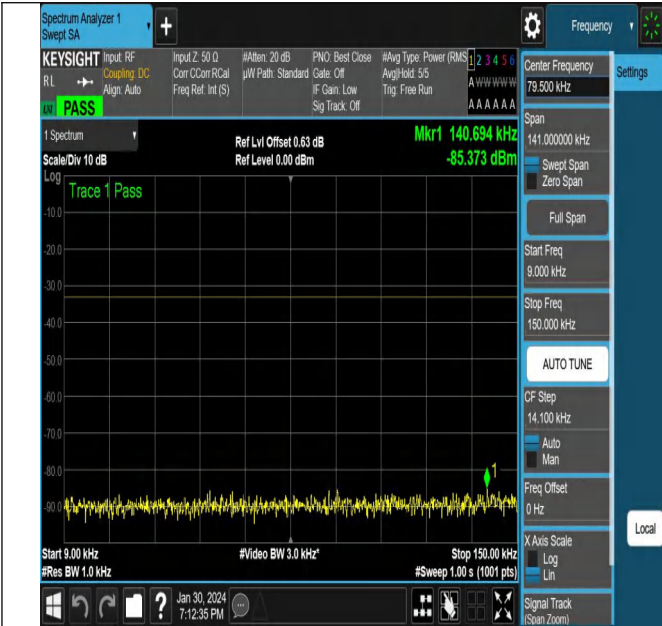 Spectrum Analyzer 1
Swept SA
Frequency
KEYSIGHT
RL
PASS
Input: RF
Coupling: DC
Align: Auto
Input Z: 50 Ω
Corr CCorr RCal
Freq Ref: Int (S)
#Atten: 20 dB
µW Path: Standard
PNO: Best Close
Gate: Off
IF Gain: Low
Sig Track: Off
#Avg Type: Power (RMS
Avg|Hold: 5/5
Trig: Free Run
1 2 3 4 5 6
A W W W W W
A A A A A A
1 Spectrum
Scale/Div 10 dB
Ref Lvl Offset 0.63 dB
Ref Level 0.00 dBm
Mkr1 140.694 kHz
-85.373 dBm
Log
Trace 1 Pass
-10.0
-20.0
-30.0
-40.0
-50.0
-60.0
-70.0
-80.0
-90.0
1
Start 9.00 kHz
#Video BW 3.0 kHz*
Stop 150.00 kHz
#Res BW 1.0 kHz
#Sweep 1.00 s (1001 pts)
Jan 30, 2024
7:12:35 PM
Center Frequency
79.500 kHz
Settings
Span
141.000000 kHz
Swept Span
Zero Span
Full Span
Start Freq
9.000 kHz
Stop Freq
150.000 kHz
AUTO TUNE
CF Step
14.100 kHz
Auto
Man
Freq Offset
0 Hz
X Axis Scale
Log
Lin
Local
Signal Track
(Span Zoom)